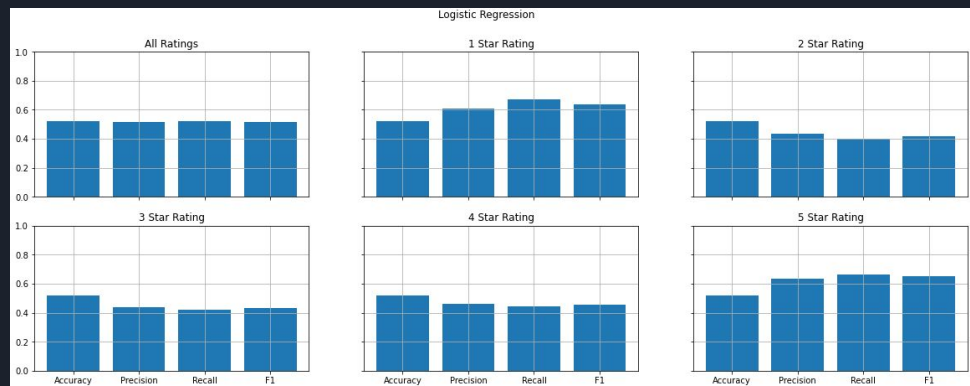 Logistic Regression
All Ratings
1 Star Rating
2 Star Rating
1.0
0.8
0.6
0.4
0.2
0.0
3 Star Rating
4 Star Rating
5 Star Rating
1.0
0.8
0.6
0.4
0.2
0.0
Accuracy Precision Recall F1
Accuracy Precision Recall F1
Accuracy Precision Recall F1